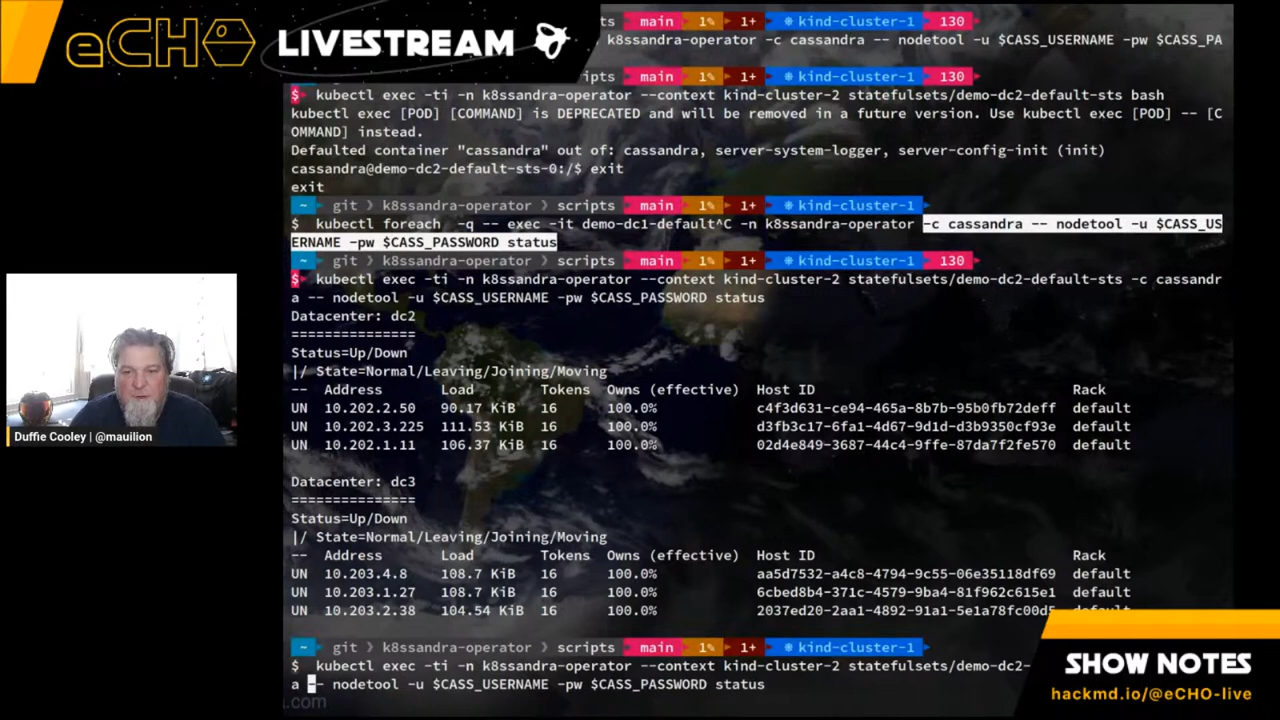 eCHO LIVESTREAM
ts main 1% 1+ ⎈ kind-cluster-1 130
k8ssandra-operator -c cassandra -- nodetool -u $CASS_USERNAME -pw $CASS_PA
ipts main 1% 1+ ⎈ kind-cluster-1 130
$ kubectl exec -ti -n k8ssandra-operator --context kind-cluster-2 statefulsets/demo-dc2-default-sts bash
kubectl exec [POD] [COMMAND] is DEPRECATED and will be removed in a future version. Use kubectl exec [POD] -- [C
OMMAND] instead.
Defaulted container "cassandra" out of: cassandra, server-system-logger, server-config-init (init)
cassandra@demo-dc2-default-sts-0:/$ exit
exit
~ git ❯ k8ssandra-operator ❯ scripts main 1% 1+ ⎈ kind-cluster-1
$ kubectl foreach -q -- exec -it demo-dc1-default^C -n k8ssandra-operator -c cassandra -- nodetool -u $CASS_US
ERNAME -pw $CASS_PASSWORD status
~ git ❯ k8ssandra-operator ❯ scripts main 1% 1+ ⎈ kind-cluster-1 130
$ kubectl exec -ti -n k8ssandra-operator --context kind-cluster-2 statefulsets/demo-dc2-default-sts -c cassandr
a -- nodetool -u $CASS_USERNAME -pw $CASS_PASSWORD status
Datacenter: dc2
===============
Status=Up/Down
|/ State=Normal/Leaving/Joining/Moving
-- Address Load Tokens Owns (effective) Host ID Rack
UN 10.202.2.50 90.17 KiB 16 100.0% c4f3d631-ce94-465a-8b7b-95b0fb72deff default
UN 10.202.3.225 111.53 KiB 16 100.0% d3fb3c17-6fa1-4d67-9d1d-d3b9350cf93e default
UN 10.202.1.11 106.37 KiB 16 100.0% 02d4e849-3687-44c4-9ffe-87da7f2fe570 default
Datacenter: dc3
===============
Status=Up/Down
|/ State=Normal/Leaving/Joining/Moving
-- Address Load Tokens Owns (effective) Host ID Rack
UN 10.203.4.8 108.7 KiB 16 100.0% aa5d7532-a4c8-4794-9c55-06e35118df69 default
UN 10.203.1.27 108.7 KiB 16 100.0% 6cbed8b4-371c-4579-9ba4-81f962c615e1 default
UN 10.203.2.38 104.54 KiB 16 100.0% 2037ed20-2aa1-4892-91a1-5e1a78fc00d5 default
~ git ❯ k8ssandra-operator ❯ scripts main 1% 1+ ⎈ kind-cluster-1
$ kubectl exec -ti -n k8ssandra-operator --context kind-cluster-2 statefulsets/demo-dc2-
a -- nodetool -u $CASS_USERNAME -pw $CASS_PASSWORD status
.com
Duffie Cooley | @mauilion
SHOW NOTES
hackmd.io/@eCHO-live